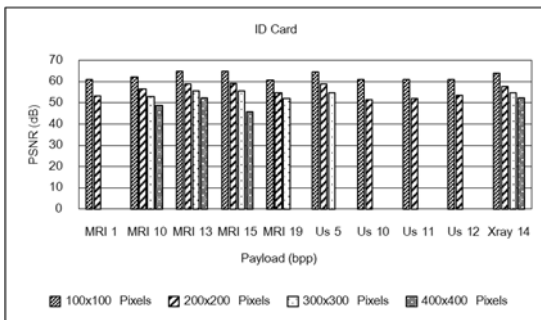 ID Card
70
60
50
40
30
20
10
0
PSNR (dB)
MRI 1 MRI 10 MRI 13 MRI 15 MRI 19 Us 5 Us 10 Us 11 Us 12 Xray 14
Payload (bpp)
100x100 Pixels 200x200 Pixels 300x300 Pixels 400x400 Pixels